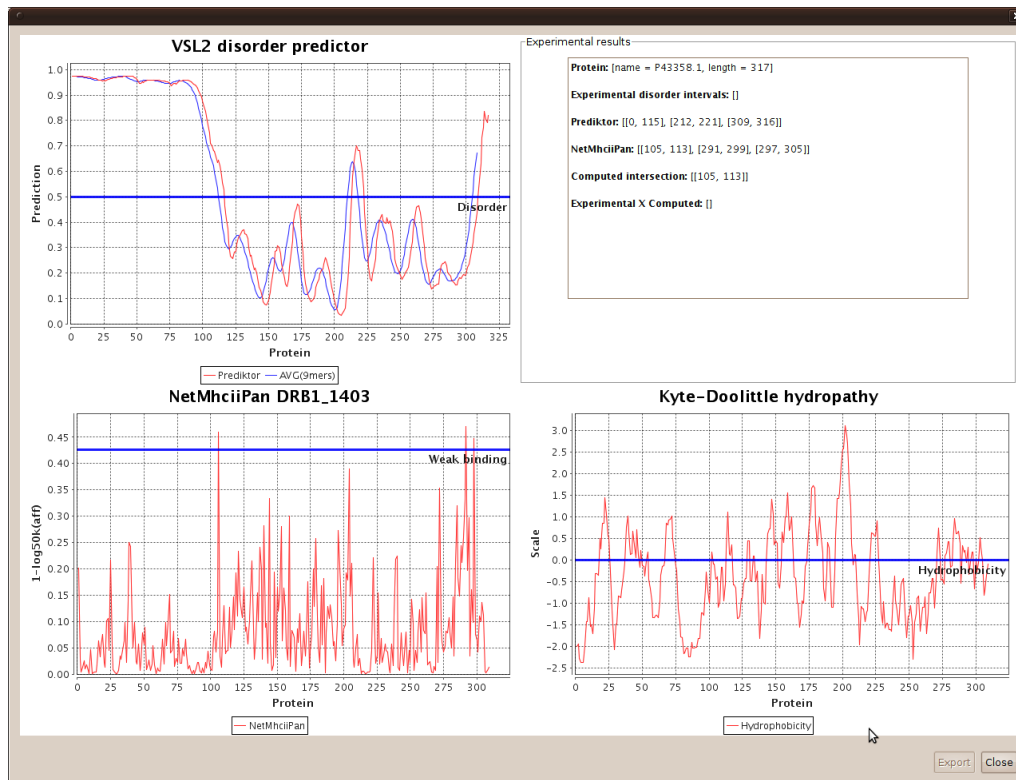 VSL2 disorder predictor
1.0
0.9
0.8
0.7
0.6
0.5
0.4
0.3
0.2
0.1
0.0
Prediction
Disorder
0 25 50 75 100 125 150 175 200 225 250 275 300 325
Protein
Prediktor AVG(9mers)
Experimental results
Protein: [name = P43358.1, length = 317]
Experimental disorder intervals: []
Prediktor: [[0, 115], [212, 221], [309, 316]]
NetMhciiPan: [[105, 113], [291, 299], [297, 305]]
Computed intersection: [[105, 113]]
Experimental X Computed: []
NetMhciiPan DRB1_1403
0.45
0.40
0.35
0.30
0.25
0.20
0.15
0.10
0.05
0.00
1-log50K(aff)
Weak binding
0 25 50 75 100 125 150 175 200 225 250 275 300
Protein
NetMhciiPan
Kyte-Doolittle hydropathy
3.0
2.5
2.0
1.5
1.0
0.5
0.0
-0.5
-1.0
-1.5
-2.0
-2.5
Scale
Hydrophobicity
0 25 50 75 100 125 150 175 200 225 250 275 300
Protein
Hydrophobicity
Export Close